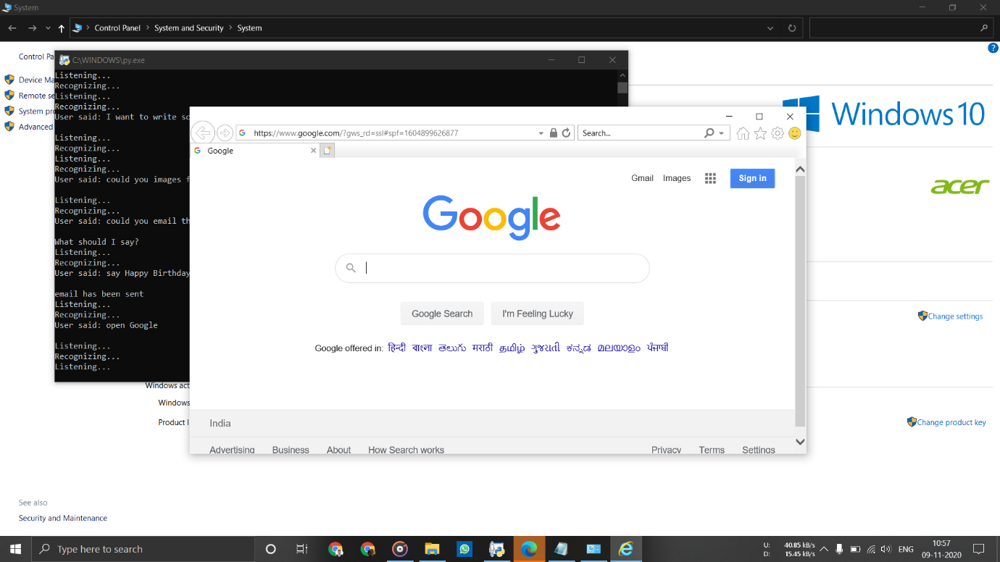 System
Control Panel > System and Security > System
Control Pa
Device Ma
Remote se
System pro
Advanced
C:\WINDOWS\py.exe
Listening...
Recognizing...
Listening...
Recognizing...
User said: I want to write so
Listening...
Recognizing...
Listening...
Recognizing...
User said: could you images f
Listening...
Recognizing...
User said: could you email th
What should I say?
Listening...
Recognizing...
User said: say Happy Birthday
email has been sent
Listening...
Recognizing...
User said: open Google
Listening...
Recognizing...
Listening...
https://www.google.com/?gws_rd=ssl#spf=1604899626877
Search...
Google
Gmail Images Sign in
Google
Google Search I'm Feeling Lucky
Google offered in: हिन्दी বাংলা తెలుగు मराठी தமிழ் ગુજરાતી ಕನ್ನಡ മലയാളം ਪੰਜਾਬੀ
India
Advertising Business About How Search works Privacy Terms Settings
Windows 10
acer
Change settings
Windows act
Windows
Product I
Change product key
See also
Security and Maintenance
Type here to search
U: 40.85 kB/s
D: 15.45 kB/s
ENG
10:57
09-11-2020